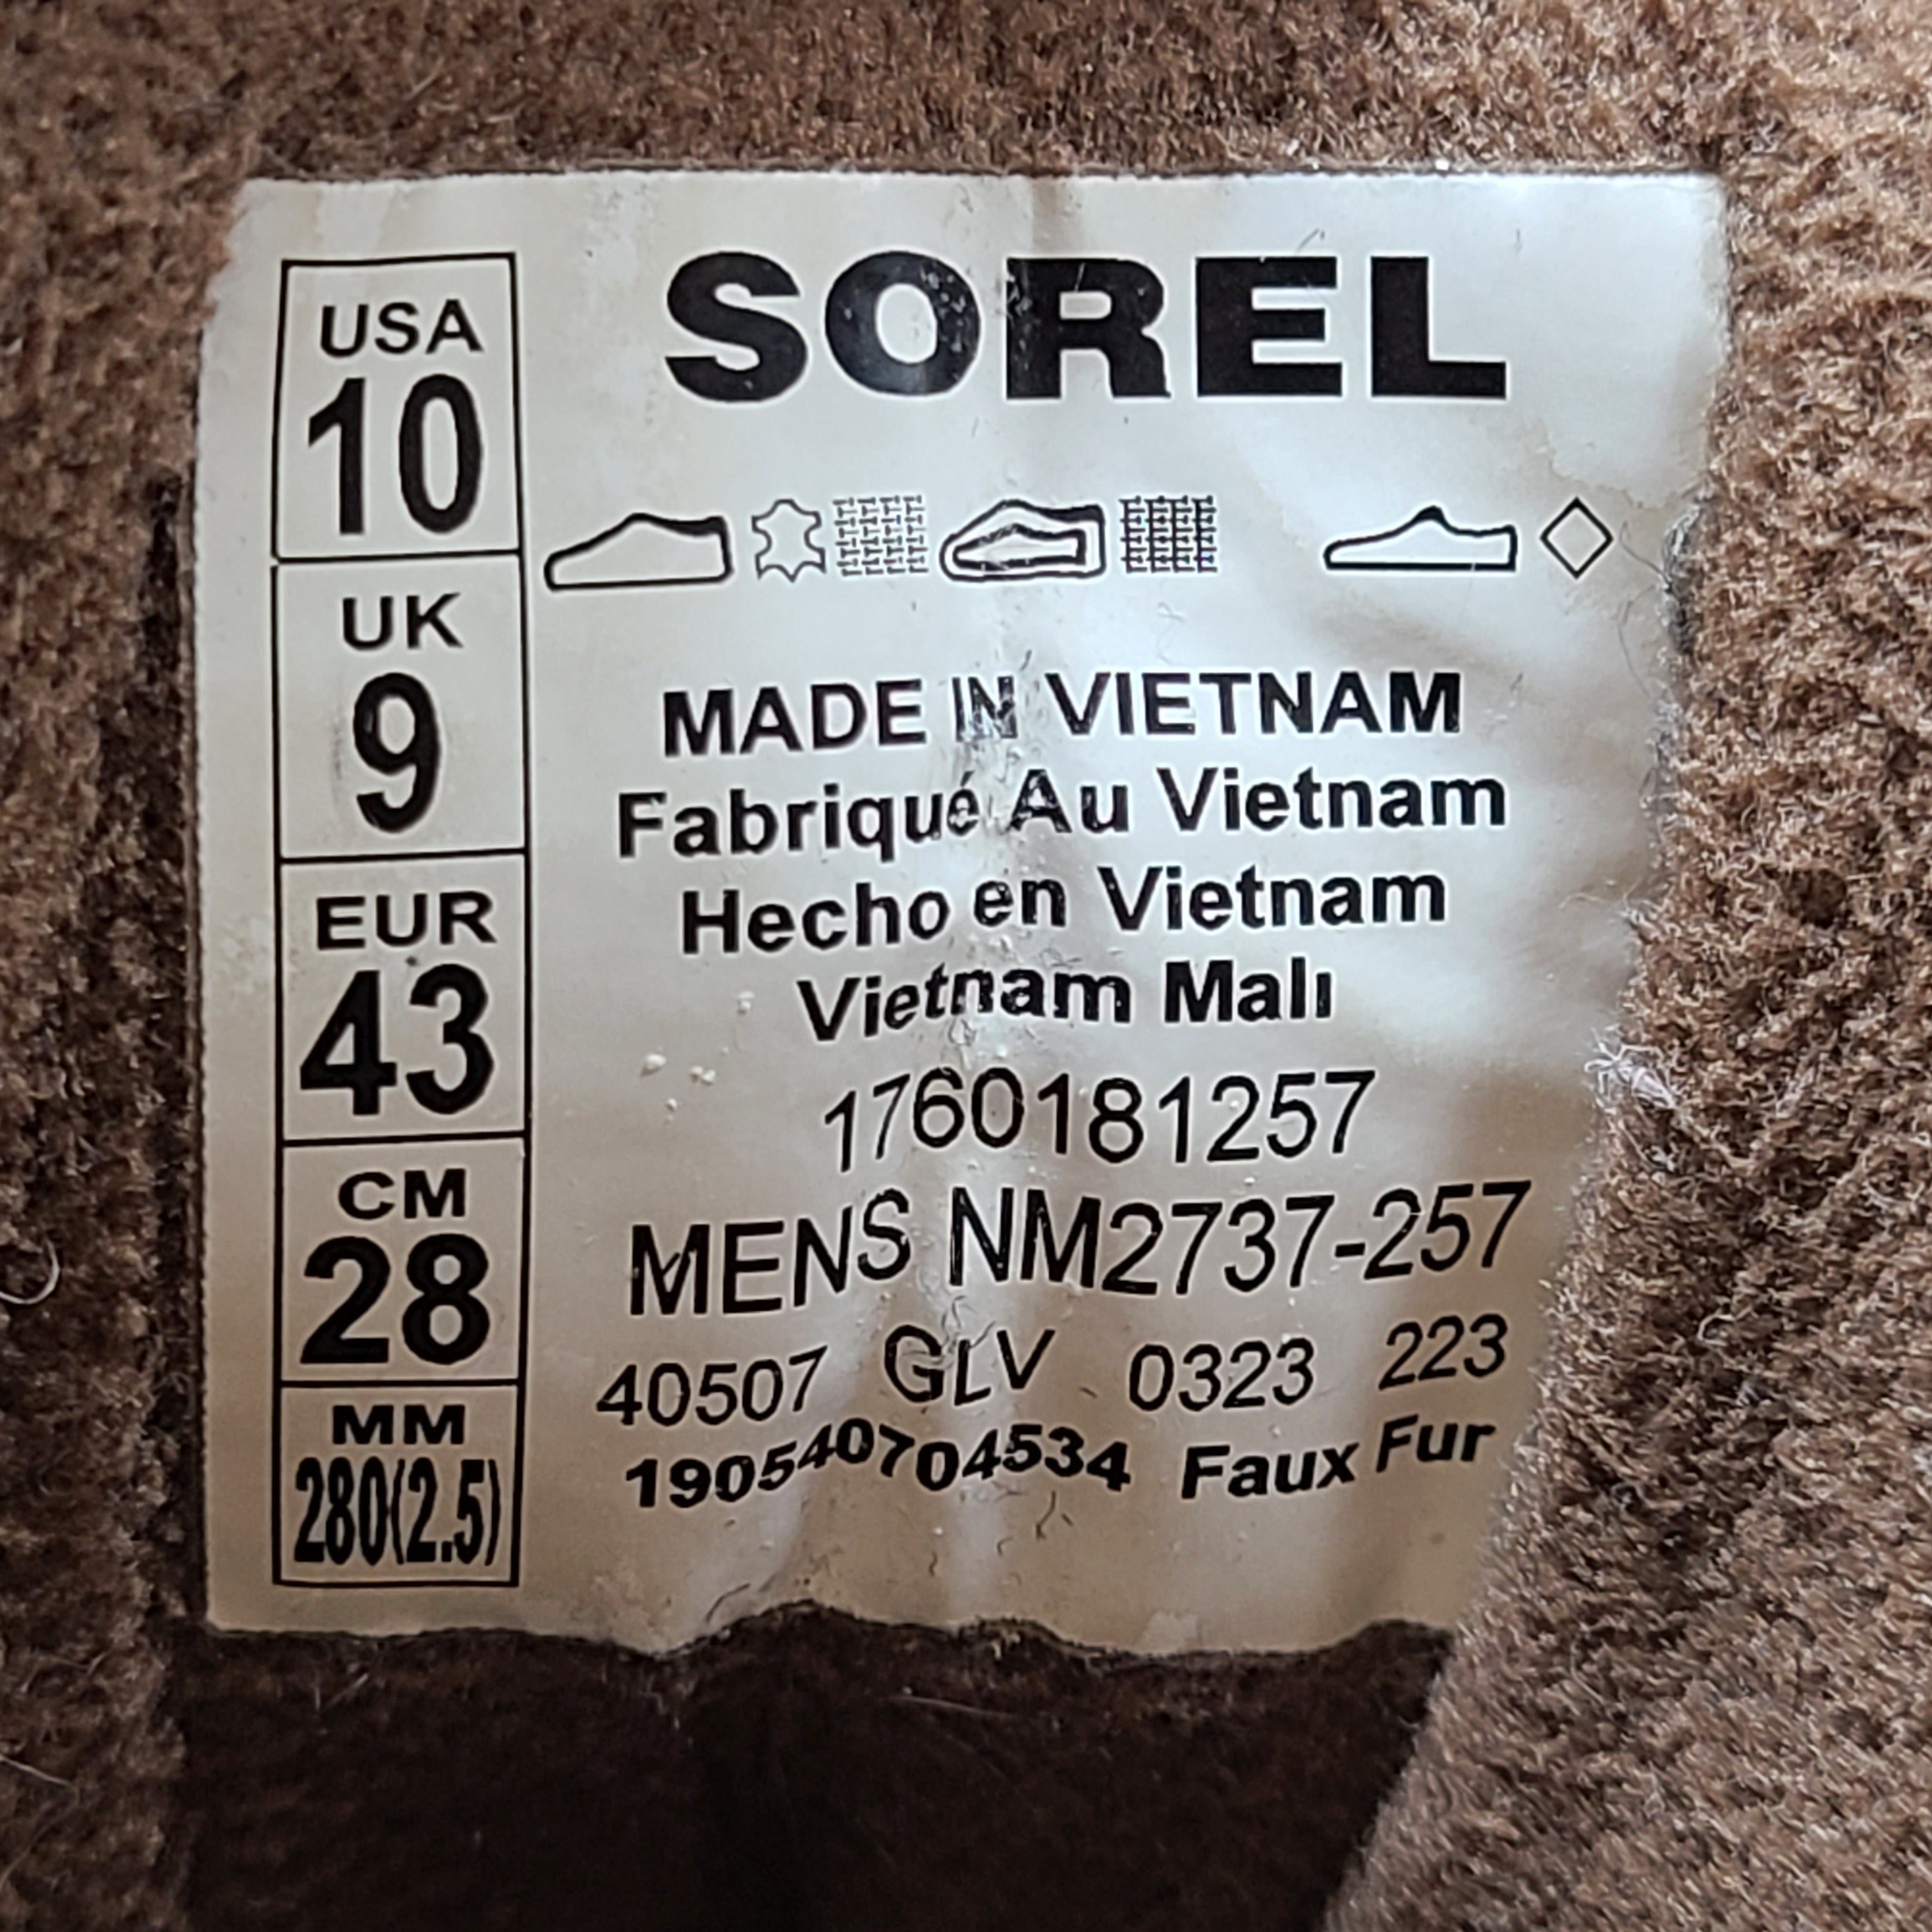 USA
10
UK
9
EUR
43
CM
28
MM
280(2.5)
SOREL
MADE IN VIETNAM
Fabriqué Au Vietnam
Hecho en Vietnam
Vietnam Malı
1760181257
MENS NM2737-257
40507 GLV 0323 223
190540704534 Faux Fur